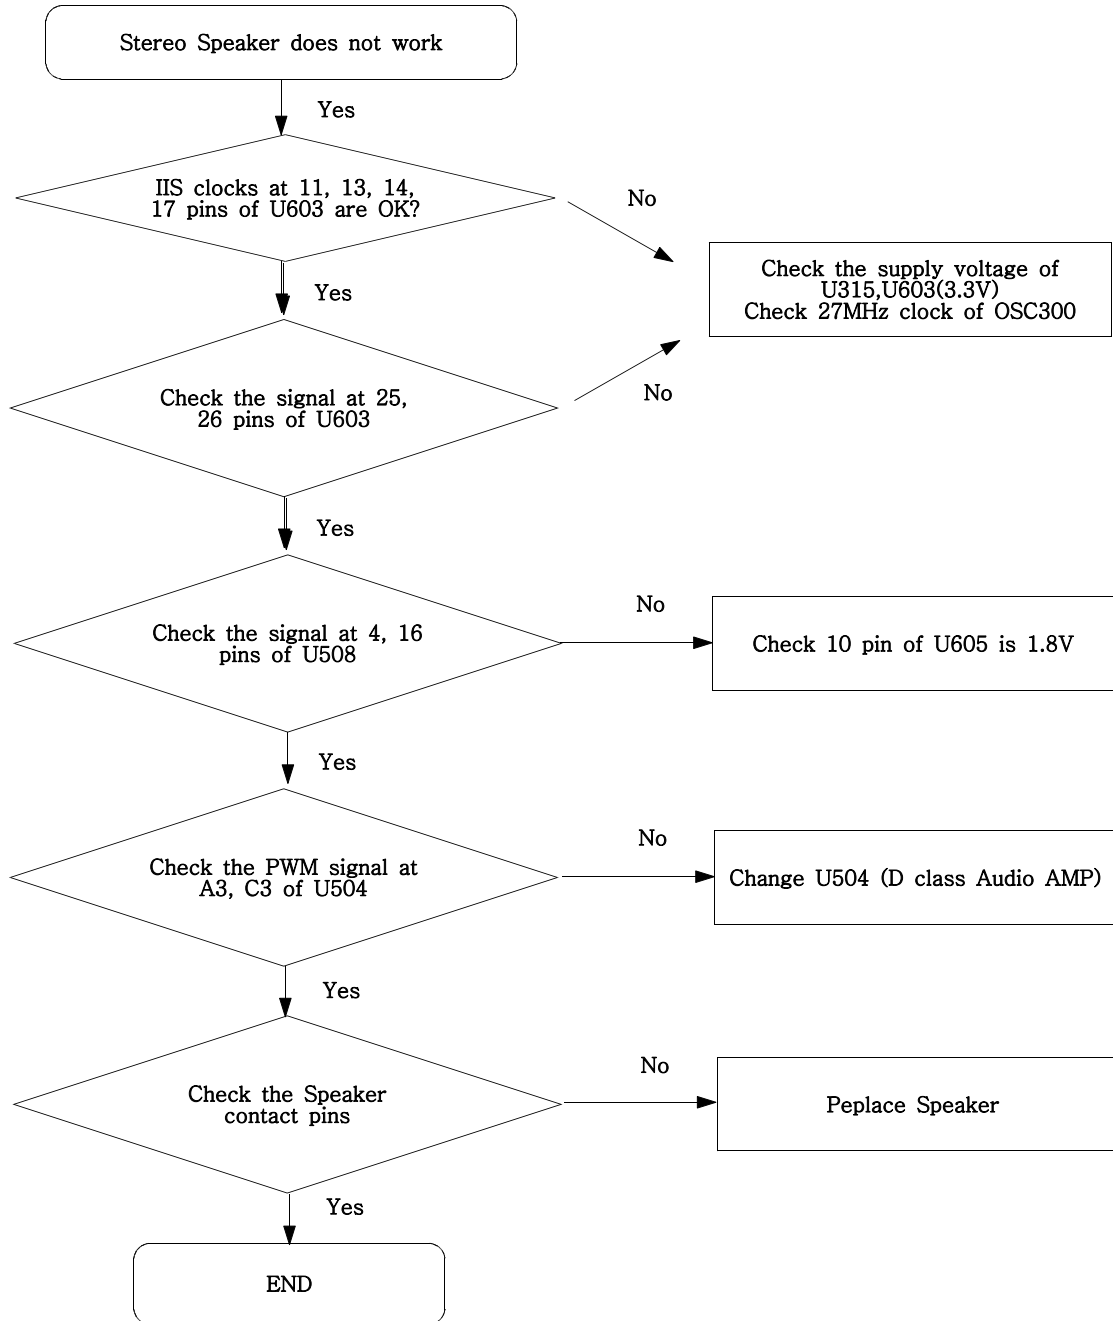 Stereo Speaker does not work
Yes
IIS clocks at 11, 13, 14,
17 pins of U603 are OK?
No
Check the supply voltage of
U315,U603(3.3V)
Check 27MHz clock of OSC300
Yes
Check the signal at 25,
26 pins of U603
No
Yes
Check the signal at 4, 16
pins of U508
No
Check 10 pin of U605 is 1.8V
Yes
Check the PWM signal at
A3, C3 of U504
No
Change U504 (D class Audio AMP)
Yes
Check the Speaker
contact pins
No
Peplace Speaker
Yes
END